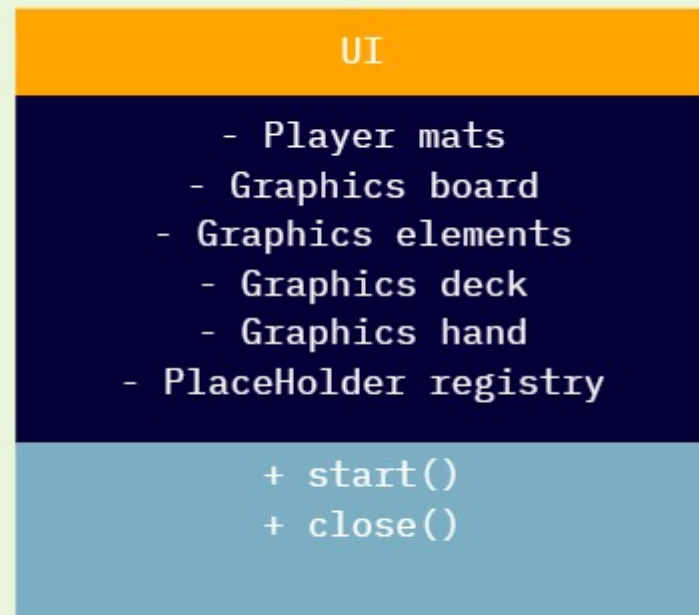 UI
- Player mats
- Graphics board
- Graphics elements
- Graphics deck
- Graphics hand
- PlaceHolder registry
+ start()
+ close()